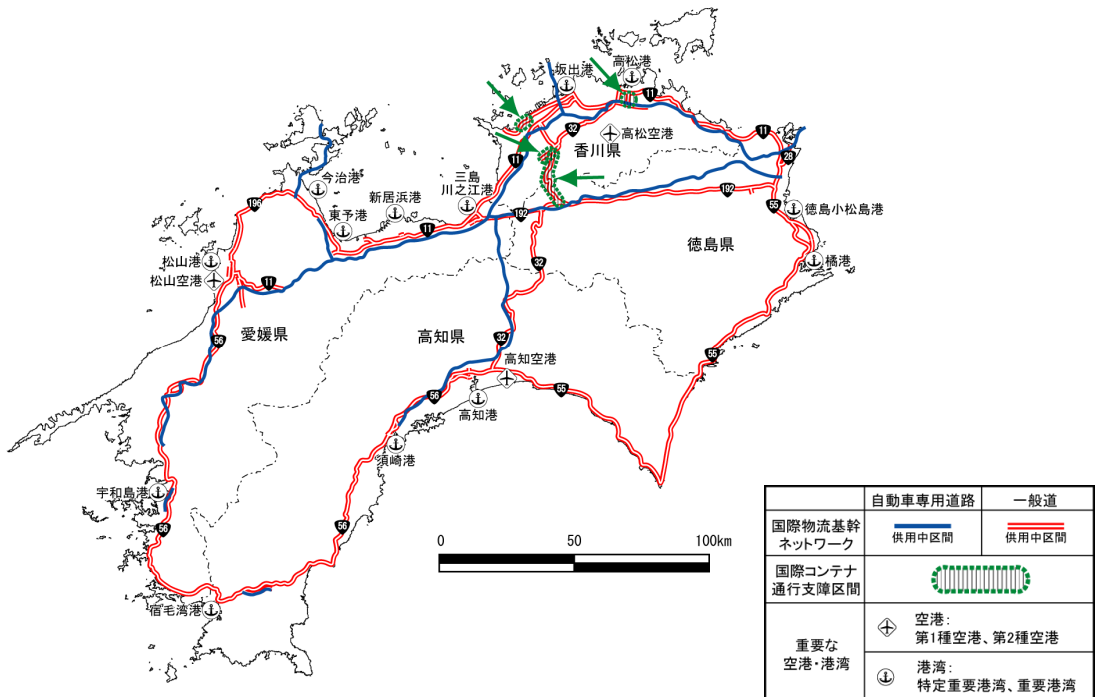 坂出港
高松港
11
32
高松空港
11
香川県
28
11
三島
川之江港
今治港
新居浜港
196
東予港
192
192
55
徳島小松島港
11
徳島県
松山港
松山空港
11
32
橘港
愛媛県
高知県
56
32
55
高知空港
56
55
高知港
須崎港
宇和島港
56
56
宿毛湾港
0
50
100km
自動車専用道路
一般道
国際物流基幹
ネットワーク
供用中区間
供用中区間
国際コンテナ
通行支障区間
重要な
空港・港湾
空港：
第1種空港、第2種空港
港湾：
特定重要港湾、重要港湾